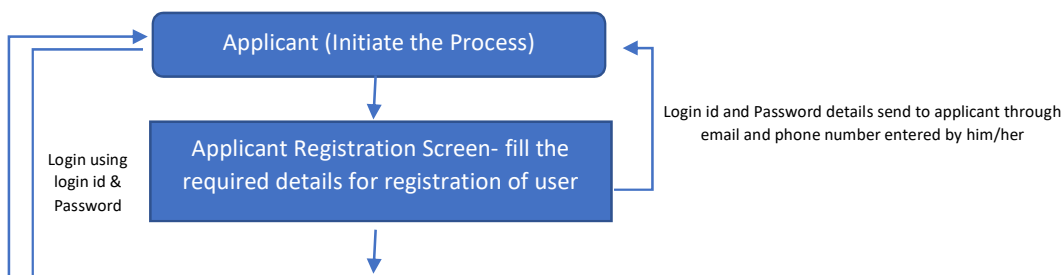 Applicant (Initiate the Process)
Login id and Password details send to applicant through
email and phone number entered by him/her
Applicant Registration Screen- fill the
required details for registration of user
Login using
login id &
Password